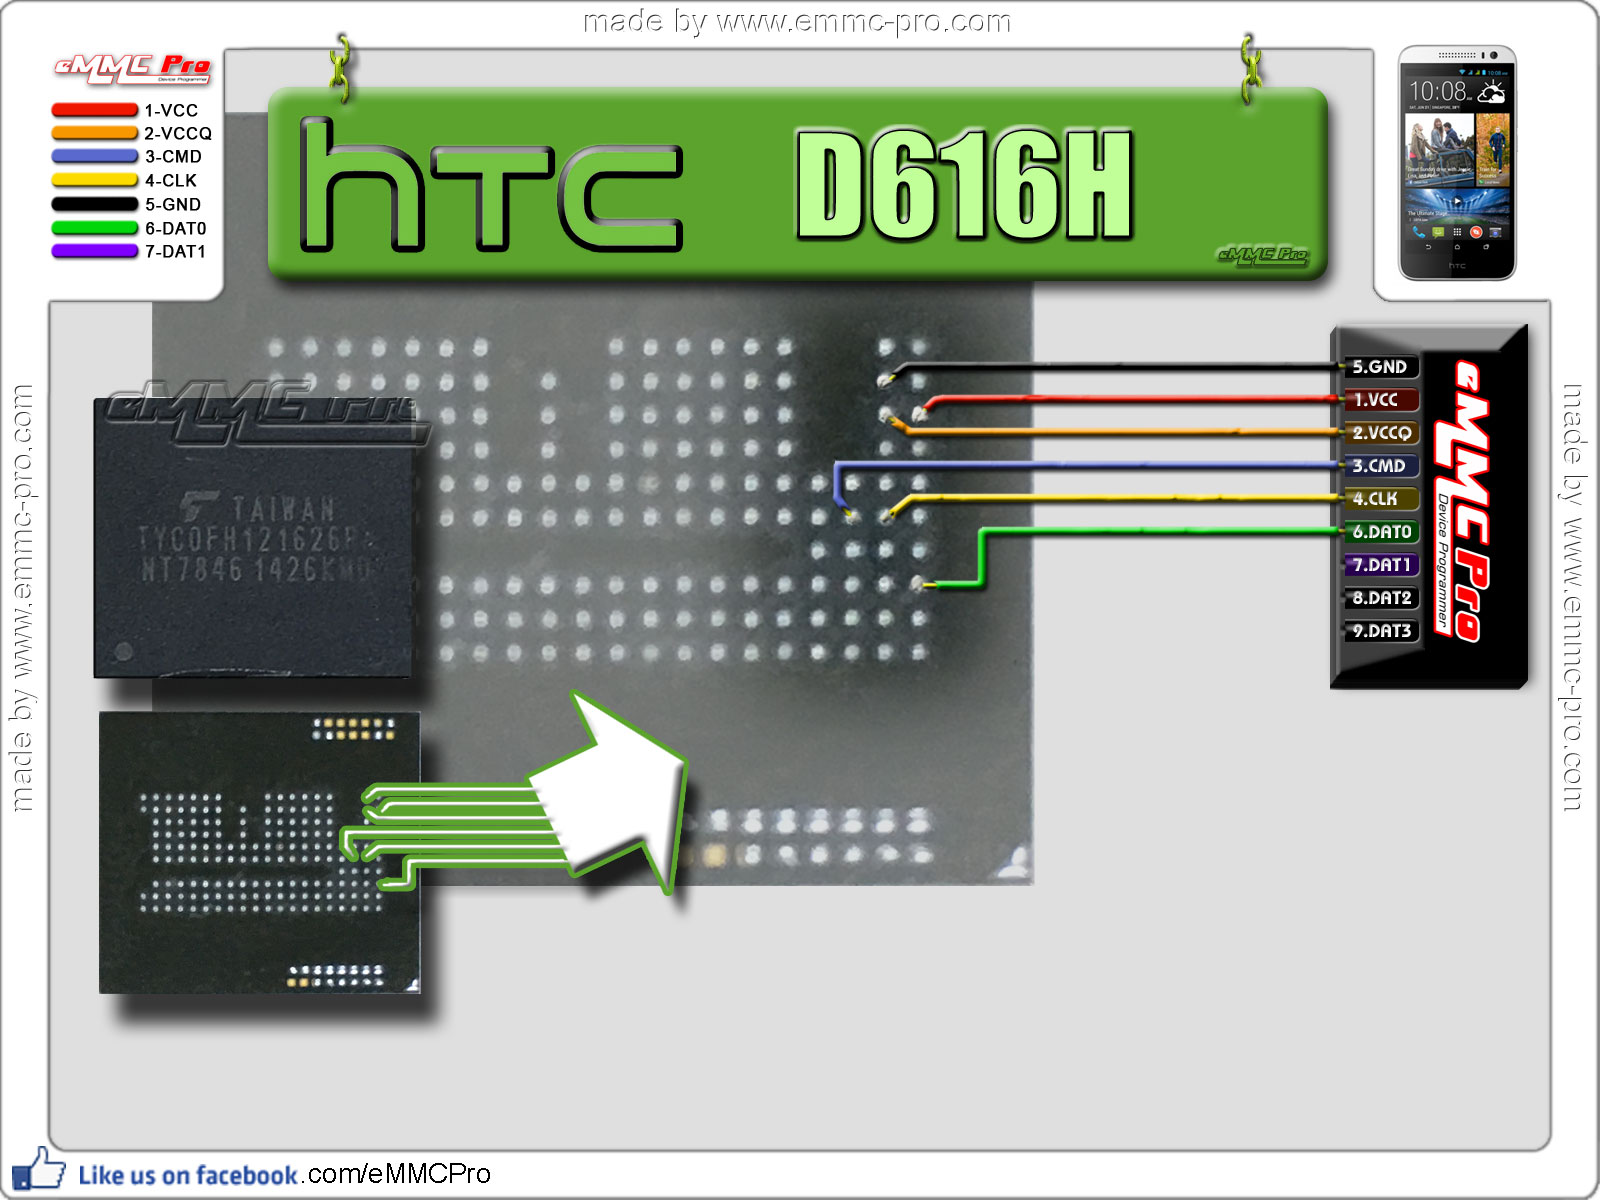 made by www.emmc-pro.com
eMMC Pro
Device Programmer
1-VCC
2-VCCQ
3-CMD
4-CLK
5-GND
6-DAT0
7-DAT1
hTC D616H
eMMC Pro
10:08
hTC
eMMC Pro
TAIWAN
TYC0FH121626RA
NT7846 1426KMD
5.GND
1.VCC
2.VCCQ
3.CMD
4.CLK
6.DAT0
7.DAT1
8.DAT2
9.DAT3
eMMC Pro
Device Programmer
made by www.emmc-pro.com
made by www.emmc-pro.com
Like us on facebook.com/eMMCPro